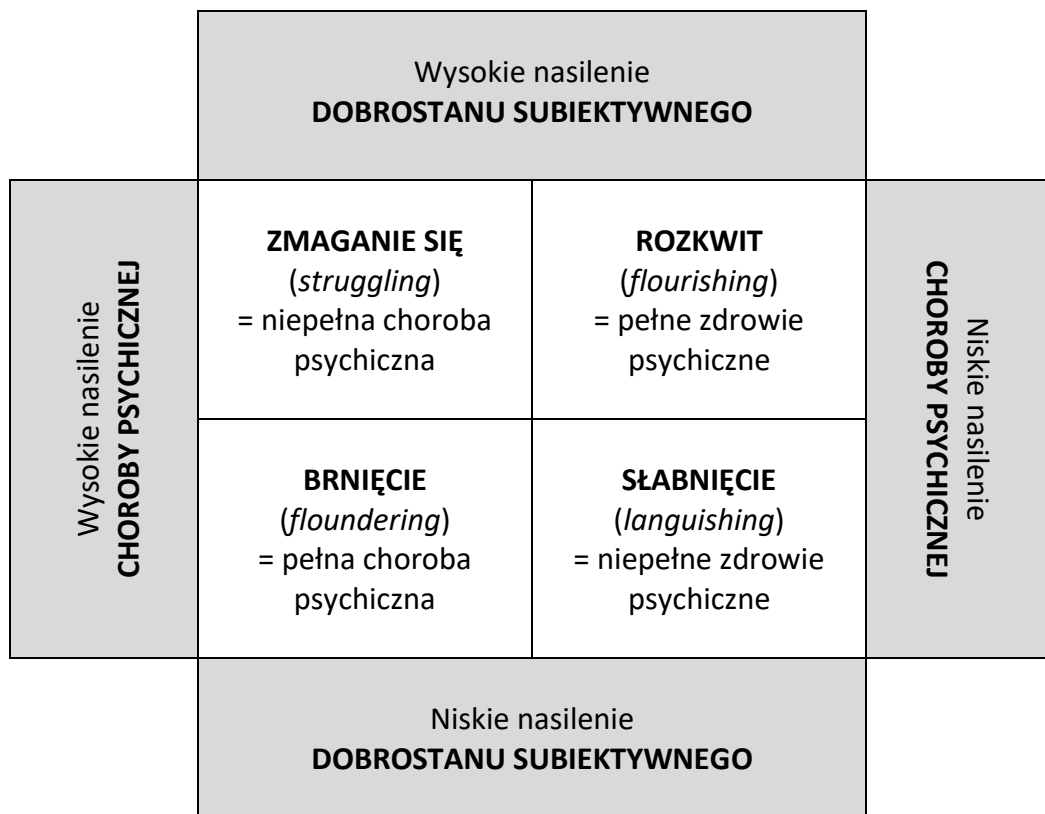 Wysokie nasilenie
DOBROSTANU SUBIEKTYWNEGO
Wysokie nasilenie
CHOROBY PSYCHICZNEJ
ZMAGANIE SIĘ
(struggling)
= niepełna choroba
psychiczna
ROZKWIT
(flourishing)
= pełne zdrowie
psychiczne
BRNIĘCIE
(floundering)
= pełna choroba
psychiczna
SŁABNIĘCIE
(languishing)
= niepełne zdrowie
psychiczne
Niskie nasilenie
CHOROBY PSYCHICZNEJ
Niskie nasilenie
DOBROSTANU SUBIEKTYWNEGO